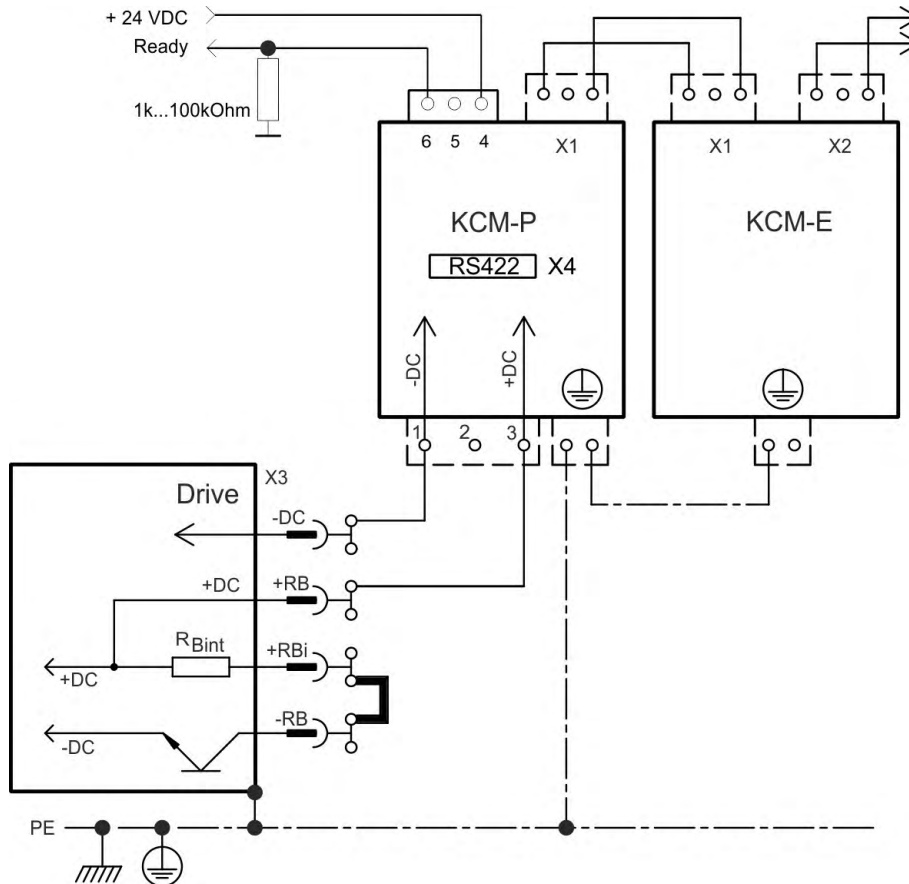 + 24 VDC
Ready
1k...100kOhm
6 5 4
X1
X1
X2
KCM-P
KCM-E
RS422
X4
-DC
+DC
1 2 3
X3
Drive
-DC
+DC
+RB
RBint
+RBi
+DC
-RB
-DC
PE